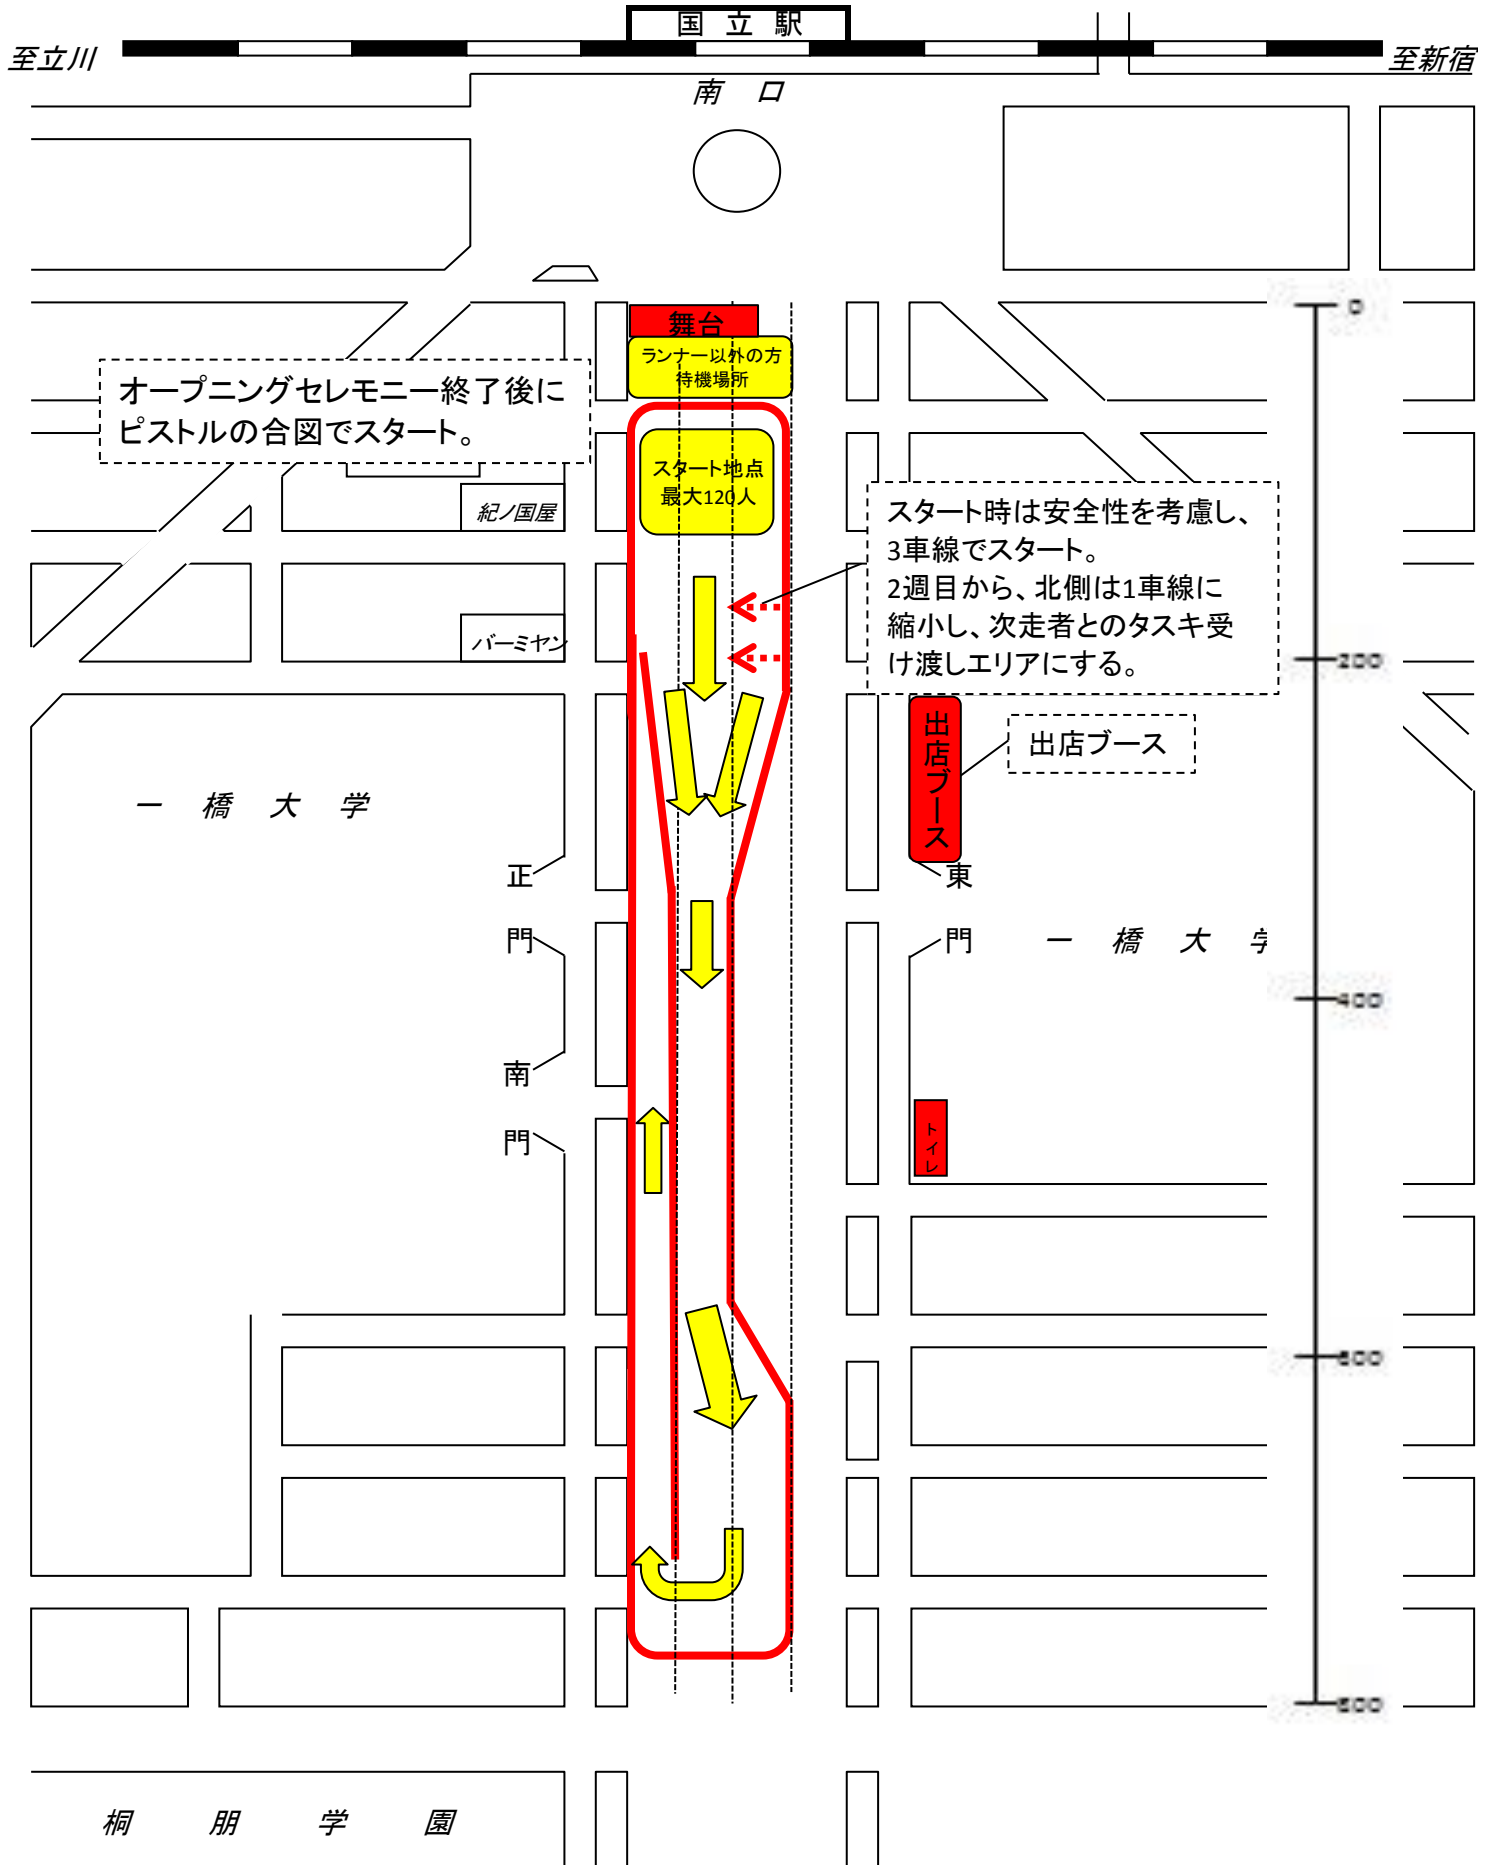 国立駅
至立川
至新宿
南口
舞台
ランナー以外の方
待機場所
オープニングセレモニー終了後に
ピストルの合図でスタート。
スタート地点
最大120人
紀ノ国屋
スタート時は安全性を考慮し、
3車線でスタート。
2週目から、北側は1車線に
縮小し、次走者とのタスキ受
け渡しエリアにする。
バーミヤン
出店ブース
出店ブース
一橋大学
正門
東門
一橋大学
南門
トイレ
0
200
400
桐朋学園